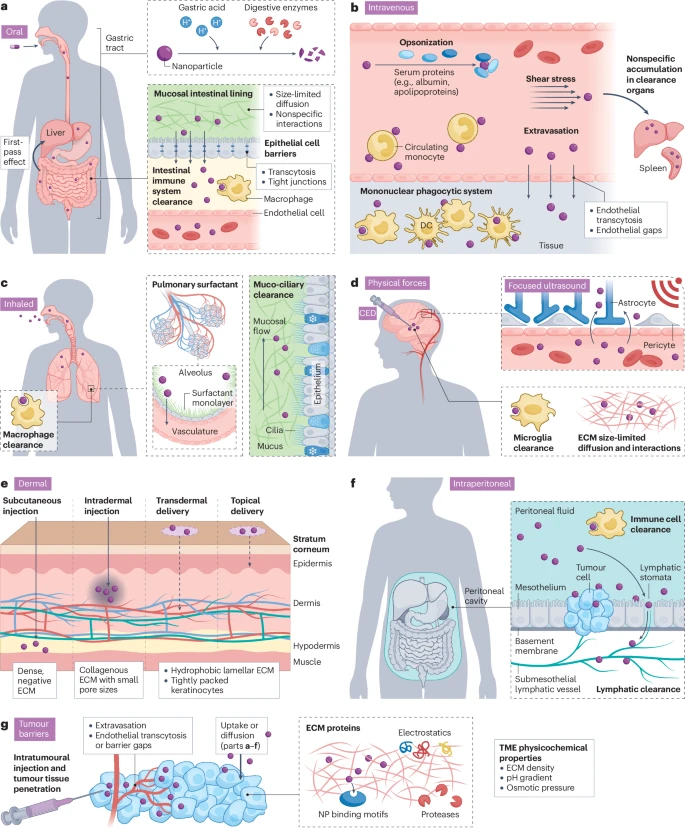 a
Oral
Gastric
tract
Gastric acid
Digestive enzymes
H⁺
H⁺
H⁺
H⁺
Nanoparticle
Liver
First-
pass
effect
Mucosal intestinal lining
• Size-limited
diffusion
• Nonspecific
interactions
Epithelial cell
barriers
• Transcytosis
• Tight junctions
Intestinal
immune
system
clearance
Macrophage
Endothelial cell
b
Intravenous
Opsonization
Serum proteins
(e.g., albumin,
apolipoproteins)
Shear stress
Nonspecific
accumulation
in clearance
organs
Extravasation
Circulating
monocyte
Spleen
Mononuclear phagocytic system
DC
Tissue
• Endothelial
transcytosis
• Endothelial gaps
c
Inhaled
Macrophage
clearance
Pulmonary surfactant
Alveolus
Surfactant
monolayer
Vasculature
Muco-ciliary
clearance
Mucosal
flow
Epithelium
Cilia
Mucus
d
Physical forces
CED
Focused ultrasound
Astrocyte
Pericyte
Microglia
clearance
ECM size-limited
diffusion and interactions
e
Dermal
Subcutaneous
injection
Intradermal
injection
Transdermal
delivery
Topical
delivery
Stratum
corneum
Epidermis
Dermis
Hypodermis
Muscle
Dense,
negative
ECM
Collagenous
ECM with small
pore sizes
• Hydrophobic lamellar ECM
• Tightly packed
keratinocytes
f
Intraperitoneal
Peritoneal
cavity
Peritoneal fluid
Immune cell
clearance
Tumour
cell
Lymphatic
stomata
Mesothelium
Basement
membrane
Submesothelial
lymphatic vessel
Lymphatic clearance
g
Tumour
barriers
Intratumoural
injection and
tumour tissue
penetration
• Extravasation
• Endothelial transcytosis
or barrier gaps
Uptake or
diffusion
(parts a–f)
ECM proteins
Electrostatics
NP binding motifs
Proteases
TME physicochemical
properties
• ECM density
• pH gradient
• Osmotic pressure